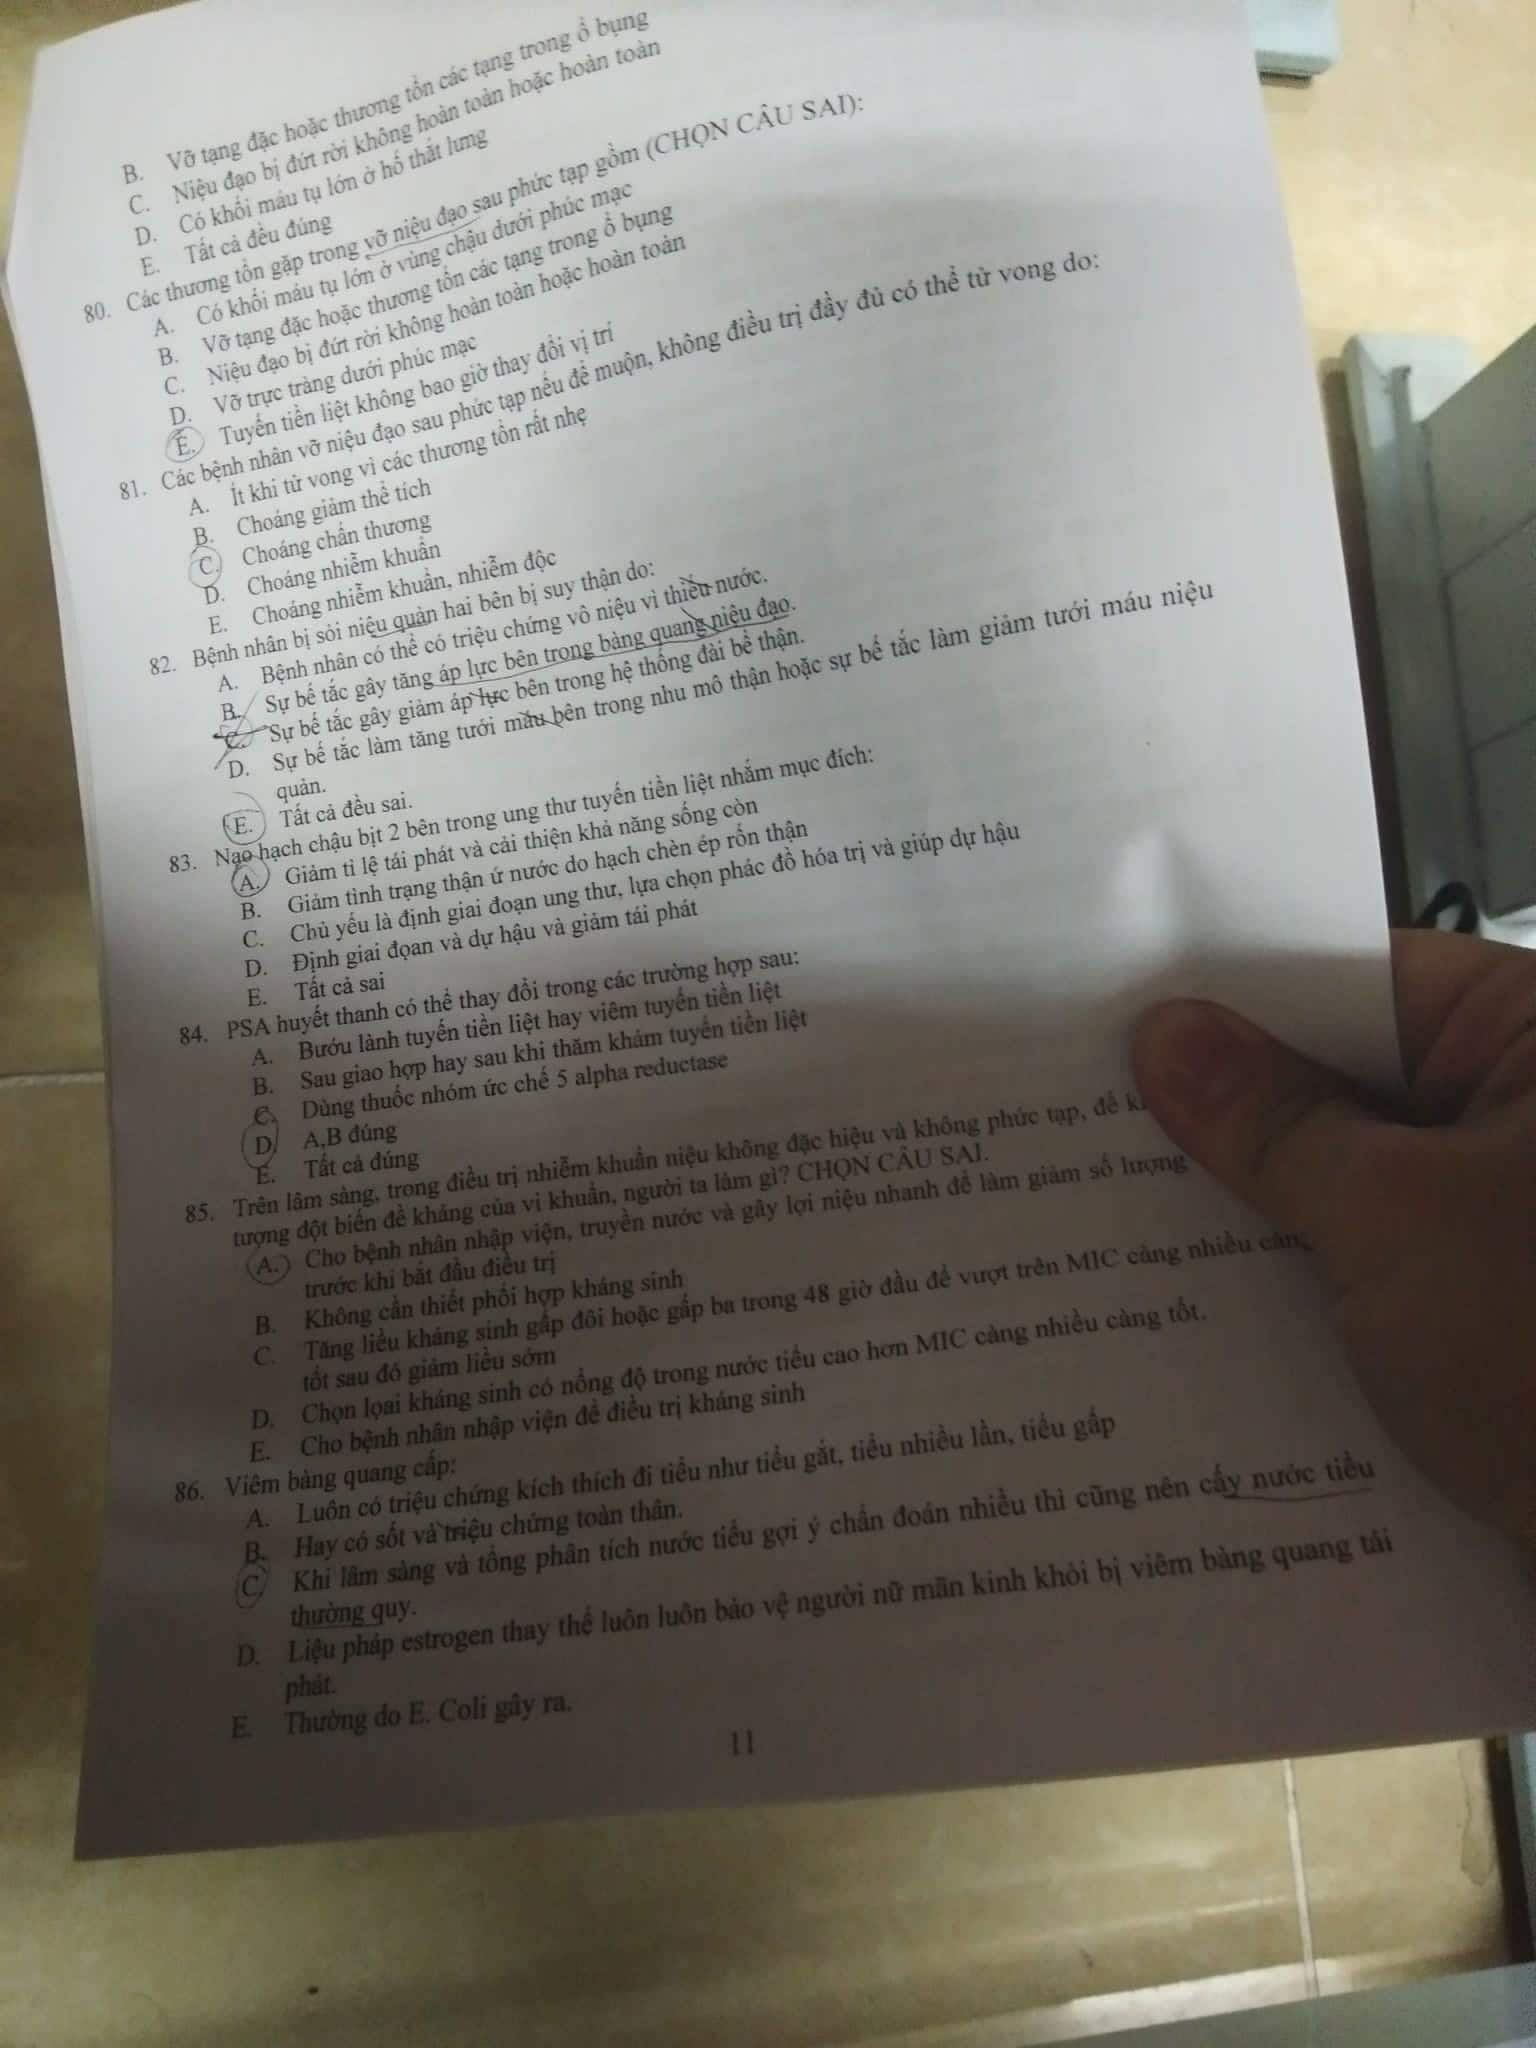 B. Vỡ tạng đặc hoặc thương tổn các tạng trong ổ bụng
C. Niệu đạo bị đứt rời không hoàn toàn hoặc hoàn toàn
D. Có khối máu tụ lớn ở hố thắt lưng
E. Tất cả đều đúng
80. Các thương tổn gặp trong vỡ niệu đạo sau phức tạp gồm (CHỌN CÂU SAI):
A. Có khối máu tụ lớn ở vùng chậu dưới phúc mạc
B. Vỡ tạng đặc hoặc thương tổn các tạng trong ổ bụng
C. Niệu đạo bị đứt rời không hoàn toàn hoặc hoàn toàn
D. Vỡ trực tràng dưới phúc mạc
E. Tuyến tiền liệt không bao giờ thay đổi vị trí
81. Các bệnh nhân vỡ niệu đạo sau phức tạp nếu để muộn, không điều trị đầy đủ có thể tử vong do:
A. Ít khi tử vong vì các thương tổn rất nhẹ
B. Choáng giảm thể tích
C. Choáng chấn thương
D. Choáng nhiễm khuẩn
E. Choáng nhiễm khuẩn, nhiễm độc
82. Bệnh nhân bị sỏi niệu quản hai bên bị suy thận do:
A. Bệnh nhân có thể có triệu chứng vô niệu vì thiếu nước.
B. Sự bế tắc gây tăng áp lực bên trong bàng quang niệu đạo.
C. Sự bế tắc gây giảm áp lực bên trong hệ thống đài bể thận.
D. Sự bế tắc làm tăng tưới máu bên trong nhu mô thận hoặc sự bế tắc làm giảm tưới máu niệu
quản.
E. Tất cả đều sai.
83. Nạo hạch chậu bịt 2 bên trong ung thư tuyến tiền liệt nhằm mục đích:
A. Giảm tỉ lệ tái phát và cải thiện khả năng sống còn
B. Giảm tình trạng thận ứ nước do hạch chèn ép rốn thận
C. Chủ yếu là định giai đoạn ung thư, lựa chọn phác đồ hóa trị và giúp dự hậu
D. Định giai đọan và dự hậu và giảm tái phát
E. Tất cả sai
84. PSA huyết thanh có thể thay đổi trong các trường hợp sau:
A. Bướu lành tuyến tiền liệt hay viêm tuyến tiền liệt
B. Sau giao hợp hay sau khi thăm khám tuyến tiền liệt
C. Dùng thuốc nhóm ức chế 5 alpha reductase
D. A,B đúng
E. Tất cả đúng
85. Trên lâm sàng, trong điều trị nhiễm khuẩn niệu không đặc hiệu và không phức tạp, để
tượng đột biến đề kháng của vi khuẩn, người ta làm gì? CHỌN CÂU SAI.
A. Cho bệnh nhân nhập viện, truyền nước và gây lợi niệu nhanh để làm giảm số lượng
trước khi bắt đầu điều trị
B. Không cần thiết phối hợp kháng sinh
C. Tăng liều kháng sinh gấp đôi hoặc gấp ba trong 48 giờ đầu để vượt trên MIC càng nhiều càng
tốt sau đó giảm liều sớm
D. Chọn lọai kháng sinh có nồng độ trong nước tiểu cao hơn MIC càng nhiều càng tốt.
E. Cho bệnh nhân nhập viện để điều trị kháng sinh
86. Viêm bàng quang cấp:
A. Luôn có triệu chứng kích thích đi tiểu như tiểu gắt, tiểu nhiều lần, tiểu gấp
B. Hay có sốt và triệu chứng toàn thân.
C. Khi lâm sàng và tổng phân tích nước tiểu gợi ý chẩn đoán nhiều thì cũng nên cấy nước tiểu
thường quy.
D. Liệu pháp estrogen thay thế luôn luôn bảo vệ người nữ mãn kinh khỏi bị viêm bàng quang tái
phát.
E. Thường do E. Coli gây ra.
11